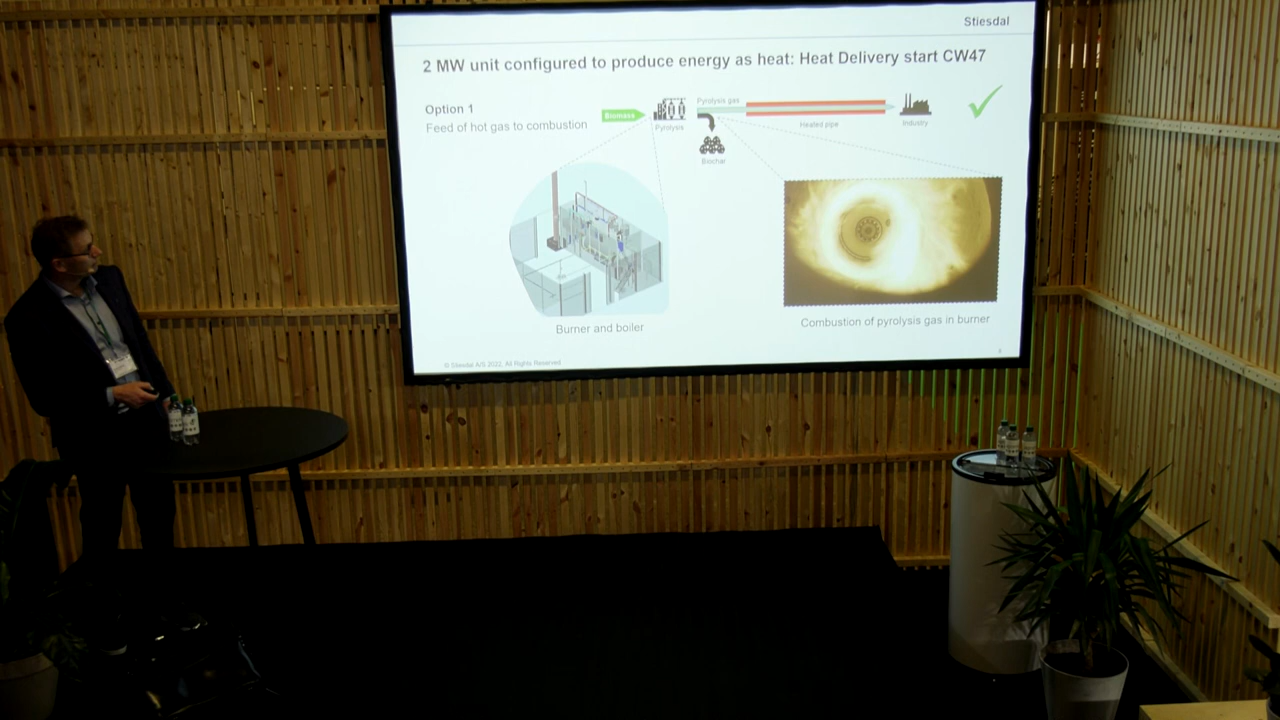 Stiesdal
2 MW unit configured to produce energy as heat: Heat Delivery start CW47
Option 1
Feed of hot gas to combustion
Biomass
Pyrolysis
Pyrolysis gas
Biochar
Heated pipe
Industry
Burner and boiler
Combustion of pyrolysis gas in burner
© Stiesdal A/S 2022, All Rights Reserved